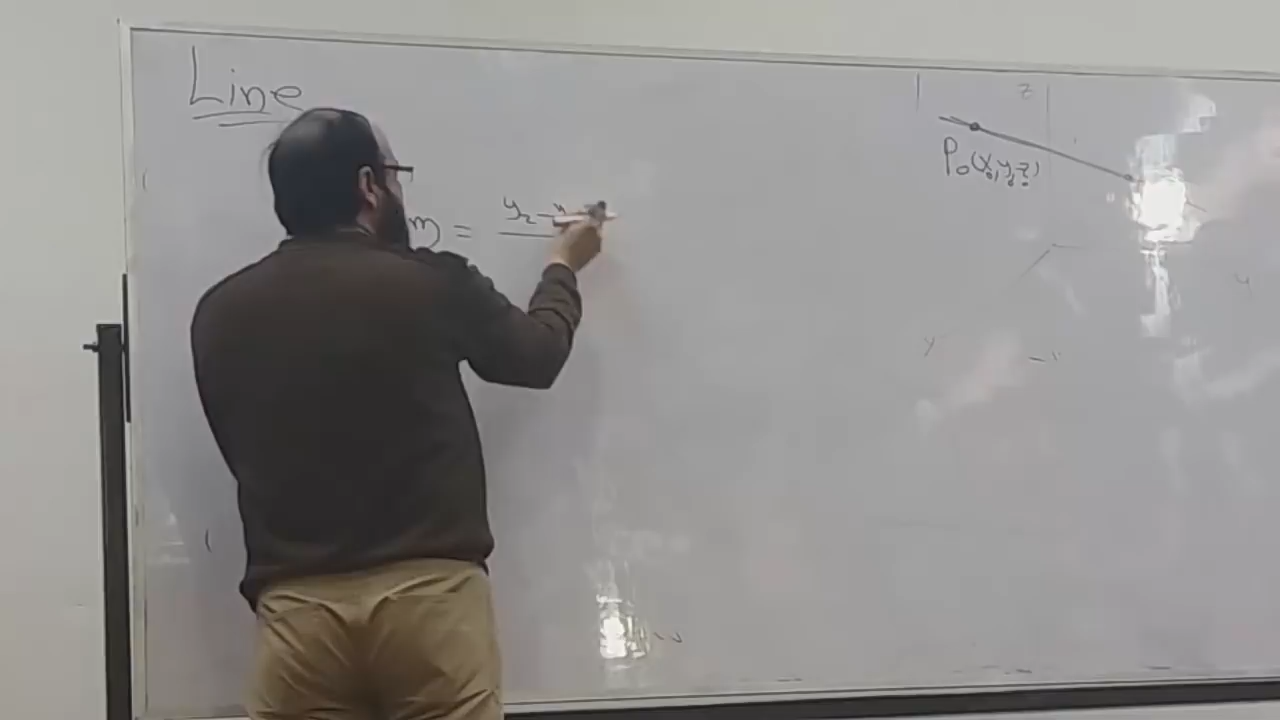 Line
m = y₂ -
z
P₀(x₀,y₀,z₀)
y